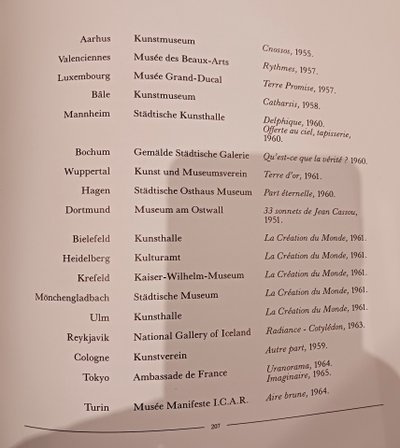 Aarhus Kunstmuseum Cnossos, 1955.
Valenciennes Musée des Beaux-Arts Rythmes, 1957.
Luxembourg Musée Grand-Ducal Terre Promise, 1957.
Bâle Kunstmuseum Catharsis, 1958.
Mannheim Städtische Kunsthalle Delphique, 1960.
Offerte au ciel, tapisserie,
1960.
Bochum Gemälde Städtische Galerie Qu'est-ce que la vérité ? 1960.
Wuppertal Kunst und Museumsverein Terre d'or, 1961.
Hagen Städtische Osthaus Museum Part éternelle, 1960.
Dortmund Museum am Ostwall 33 sonnets de Jean Cassou,
1951.
Bielefeld Kunsthalle La Création du Monde, 1961.
Heidelberg Kulturamt La Création du Monde, 1961.
Krefeld Kaiser-Wilhelm-Museum La Création du Monde, 1961.
Mönchengladbach Städtische Museum La Création du Monde, 1961.
Ulm Kunsthalle La Création du Monde, 1961.
Reykjavik National Gallery of Iceland Radiance - Cotylédon, 1963.
Cologne Kunstverein Autre part, 1959.
Tokyo Ambassade de France Uranorama, 1964.
Imaginaire, 1965.
Turin Musée Manifeste I.C.A.R. Aire brune, 1964.
207